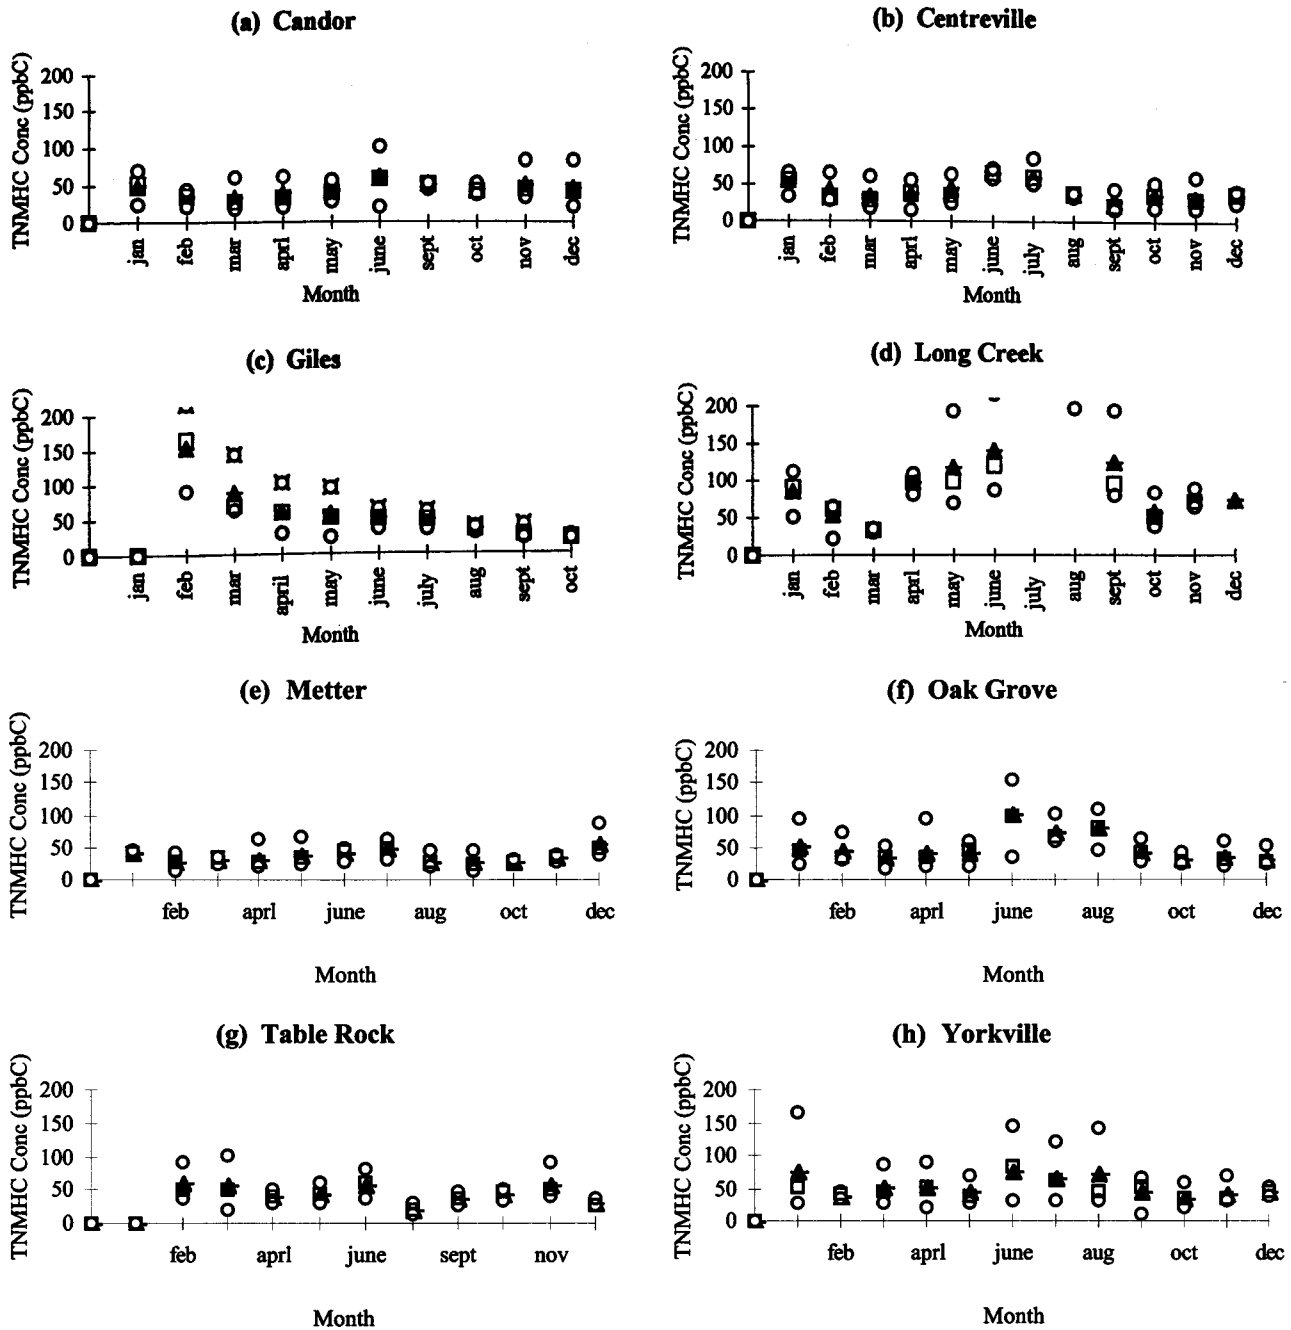 (a) Candor
TNMHC Conc (ppbC)
200
150
100
50
0
jan feb mar aprl may june sept oct nov dec
Month
(b) Centreville
TNMHC Conc (ppbC)
200
150
100
50
0
jan feb mar aprl may june july aug sept oct nov dec
Month
(c) Giles
TNMHC Conc (ppbC)
200
150
100
50
0
jan feb mar april may june july aug sept oct
Month
(d) Long Creek
TNMHC Conc (ppbC)
200
150
100
50
0
jan feb mar aprl may june july aug sept oct nov dec
Month
(e) Metter
TNMHC Conc (ppbC)
200
150
100
50
0
feb aprl june aug oct dec
Month
(f) Oak Grove
TNMHC (ppbC)
200
150
100
50
0
feb aprl june aug oct dec
Month
(g) Table Rock
TNMHC Conc (ppbC)
200
150
100
50
0
feb aprl june sept nov
Month
(h) Yorkville
TNMHC Conc (ppbC)
200
150
100
50
0
feb aprl june aug oct dec
Month